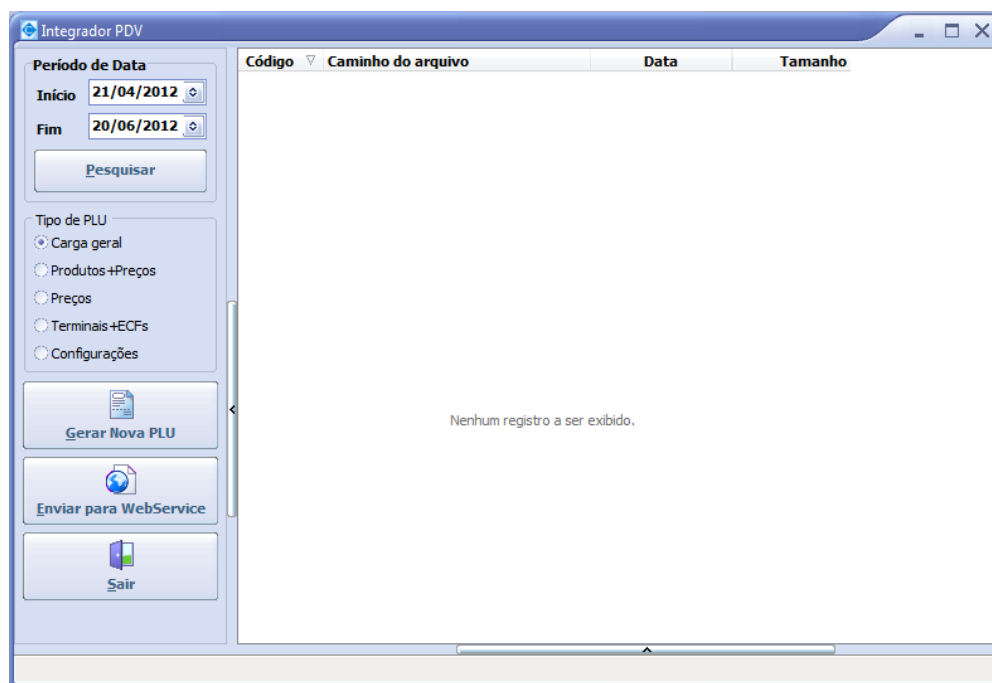 Integrador PDV
Período de Data
Início 21/04/2012
Fim 20/06/2012
Pesquisar
Tipo de PLU
Carga geral
Produtos+Preços
Preços
Terminais+ECFs
Configurações
Gerar Nova PLU
Enviar para WebService
Sair
Código Caminho do arquivo Data Tamanho
Nenhum registro a ser exibido.